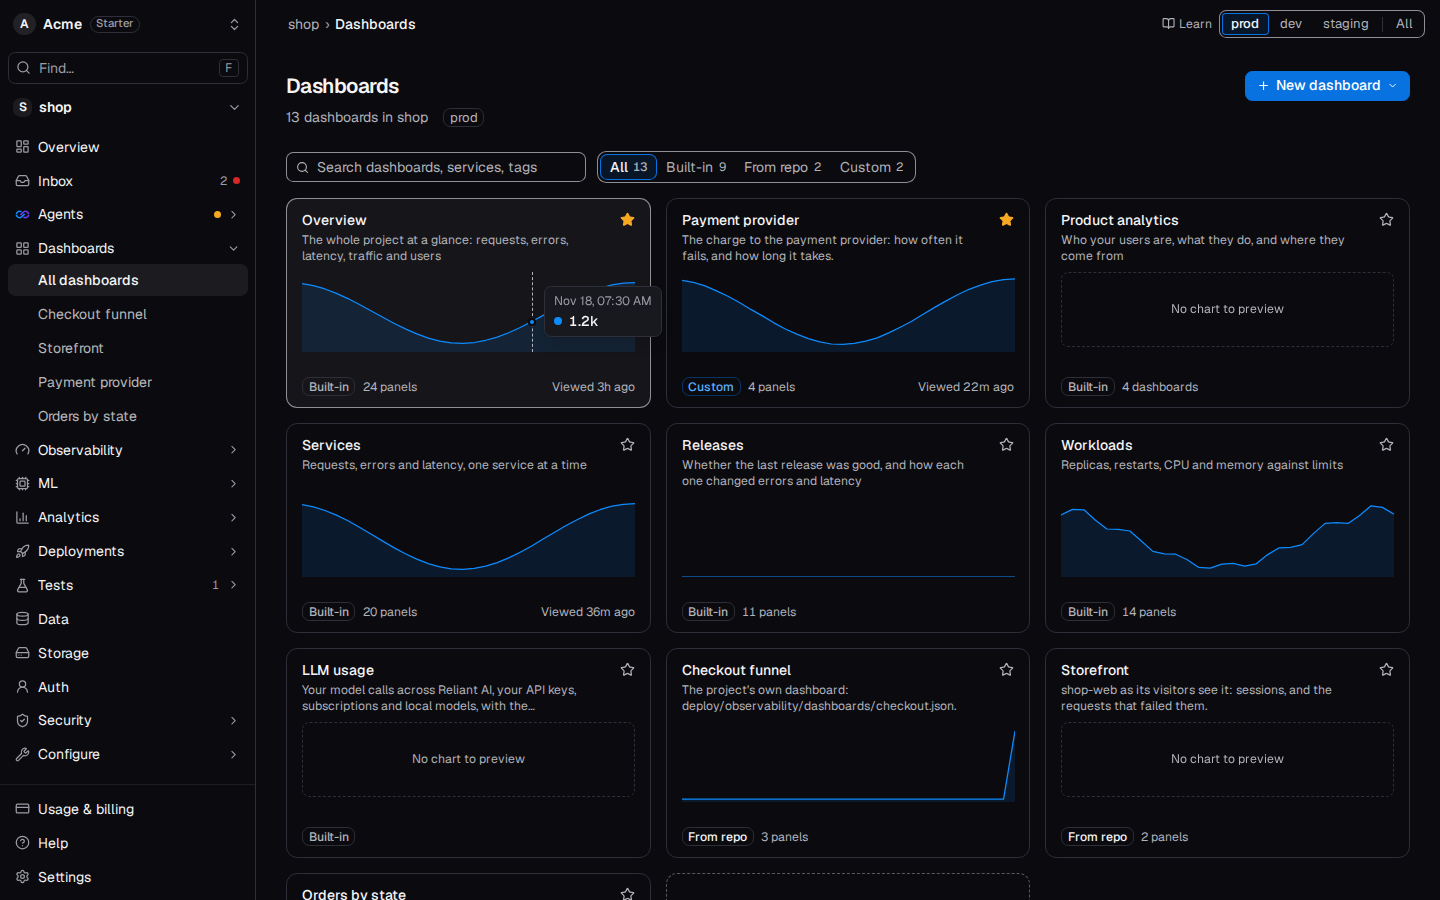 A Acme Starter
shop › Dashboards
Learn prod dev staging All
Find... F
S shop
Overview
Inbox 2
Agents
Dashboards
All dashboards
Checkout funnel
Storefront
Payment provider
Orders by state
Observability
ML
Analytics
Deployments
Tests 1
Data
Storage
Auth
Security
Configure
Usage & billing
Help
Settings
Dashboards
New dashboard
13 dashboards in shop prod
Search dashboards, services, tags
All 13 Built-in 9 From repo 2 Custom 2
Overview
The whole project at a glance: requests, errors,
latency, traffic and users
Nov 18, 07:30 AM
1.2k
Built-in 24 panels Viewed 3h ago
Payment provider
The charge to the payment provider: how often it
fails, and how long it takes.
Custom 4 panels Viewed 22m ago
Product analytics
Who your users are, what they do, and where they
come from
No chart to preview
Built-in 4 dashboards
Services
Requests, errors and latency, one service at a time
Built-in 20 panels Viewed 36m ago
Releases
Whether the last release was good, and how each
one changed errors and latency
Built-in 11 panels
Workloads
Replicas, restarts, CPU and memory against limits
Built-in 14 panels
LLM usage
Your model calls across Reliant AI, your API keys,
subscriptions and local models, with the...
No chart to preview
Built-in
Checkout funnel
The project's own dashboard:
deploy/observability/dashboards/checkout.json.
From repo 3 panels
Storefront
shop-web as its visitors see it: sessions, and the
requests that failed them.
No chart to preview
From repo 2 panels
Orders by state